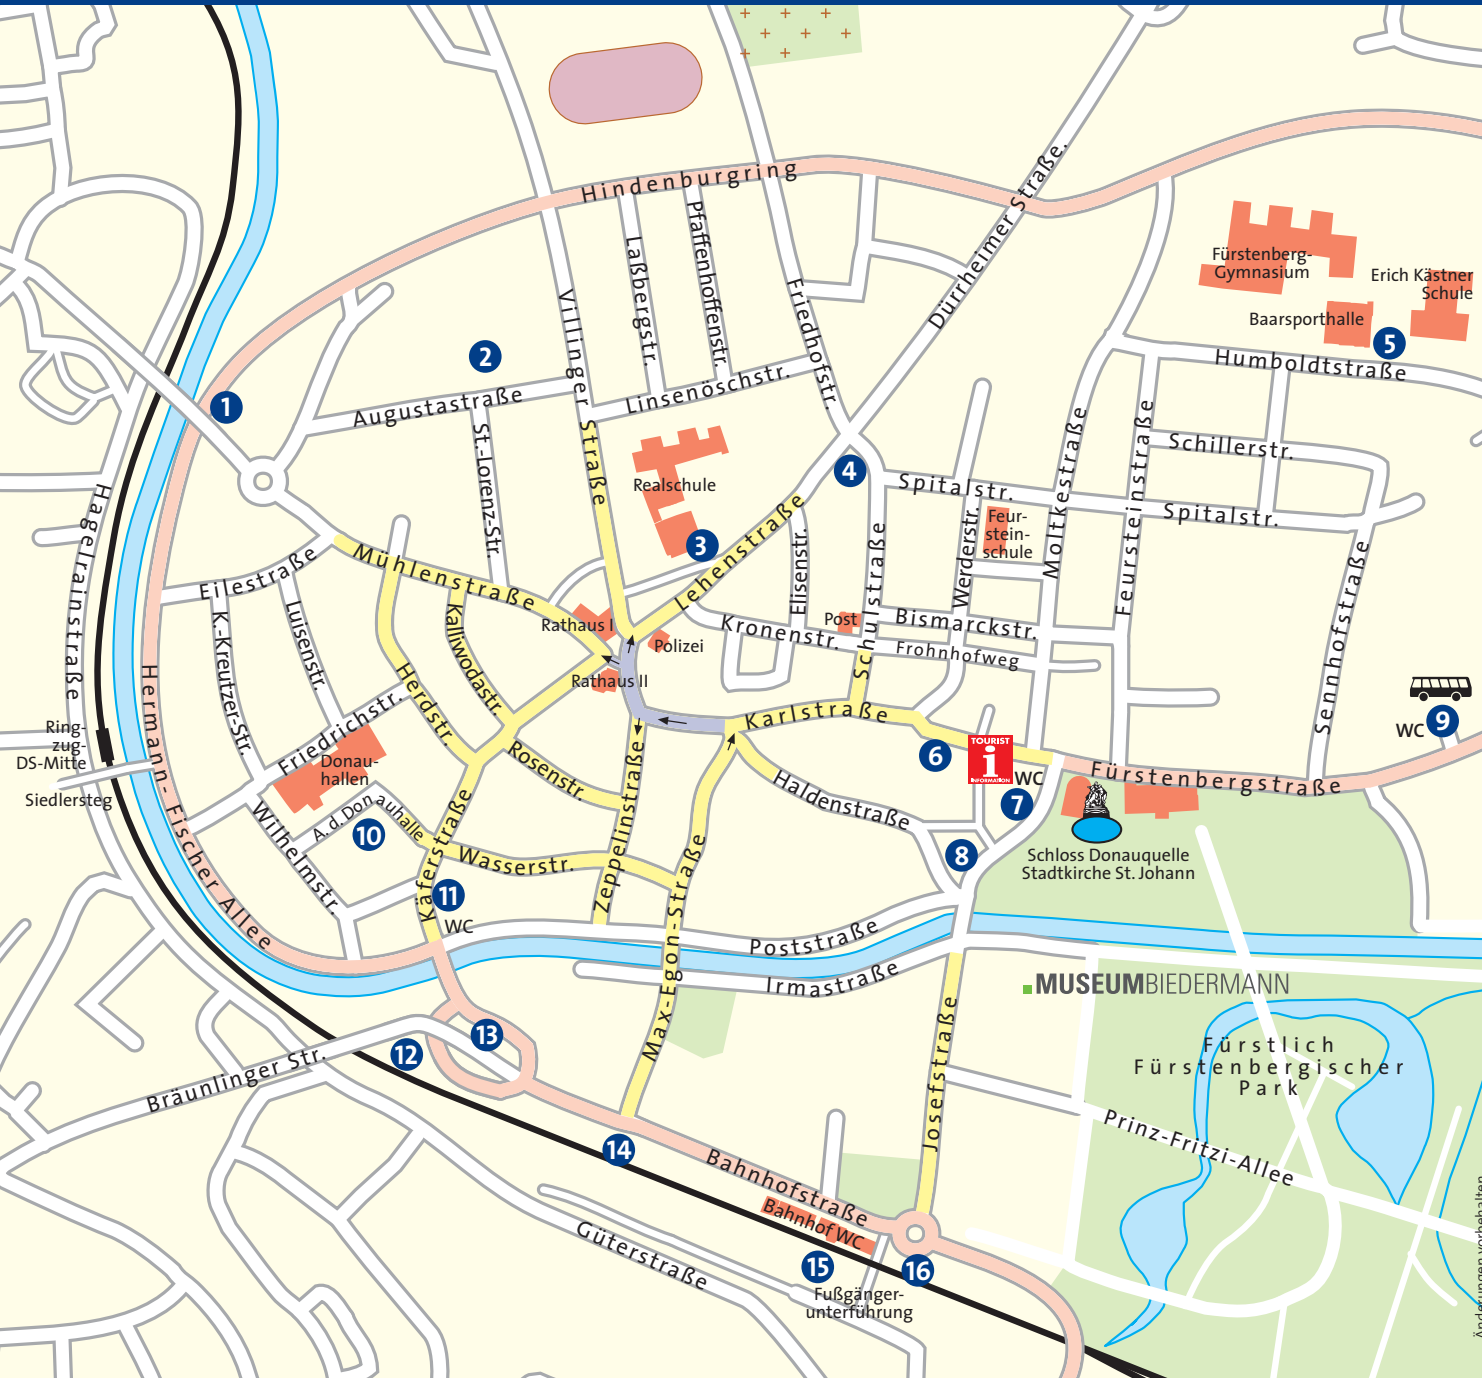 Hindenburgring
Dürrheimer Straße.
Pfaffenhoffenstr.
Laßbergstr.
Villinger Straße
Friedhofstr.
Fürstenberg-
Gymnasium
Erich Kästner
Schule
Baarsporthalle
5
Humboldtstraße
2
1
Augustastraße
Linsenöschstr.
St.-Lorenz-Str.
Realschule
3
4
Spitalstr.
Schillerstr.
Spitalstr.
Moltkestraße
Feursteinstraße
Werderstr.
Feur-
stein-
schule
Hagelrainstraße
Eilestraße
Mühlenstraße
Lehenstraße
Elisenstr.
Schulstraße
Sennhofstraße
K.-Kreutzer-Str.
Luisenstr.
Kalliwodastr.
Rathaus I
Polizei
Rathaus II
Kronenstr.
Post
Bismarckstr.
Frohnhofweg
Herdstr.
Friedrichstr.
Hermann- Fischer Allee
Ring-
zug-
DS-Mitte
Siedlersteg
Donau-
hallen
A. d. Donauhalle
10
Rosenstr.
Zeppelinstraße
Karlstraße
6
TOURIST
i
INFORMATION
WC
7
WC 9
Fürstenbergstraße
Haldenstraße
8
Schloss Donauquelle
Stadtkirche St. Johann
Wilhelmstr.
Käferstraße
Wasserstr.
11
WC
Max-Egon-Straße
Poststraße
Irmastraße
MUSEUMBIEDERMANN
Fürstlich
Fürstenbergischer
Park
13
12
Bräunlinger Str.
Josefstraße
Prinz-Fritzi-Allee
14
Bahnhofstraße
Bahnhof WC
Güterstraße
15
16
Fußgänger-
unterführung
Änderungen vorbehalten